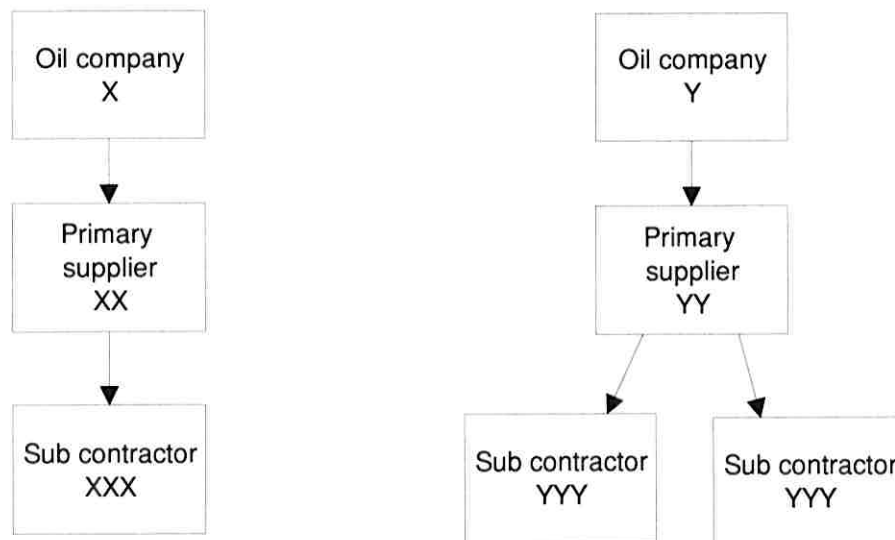 Oil company
X
Oil company
Y
Primary
supplier
XX
Primary
supplier
YY
Sub contractor
XXX
Sub contractor
YYY
Sub contractor
YYY